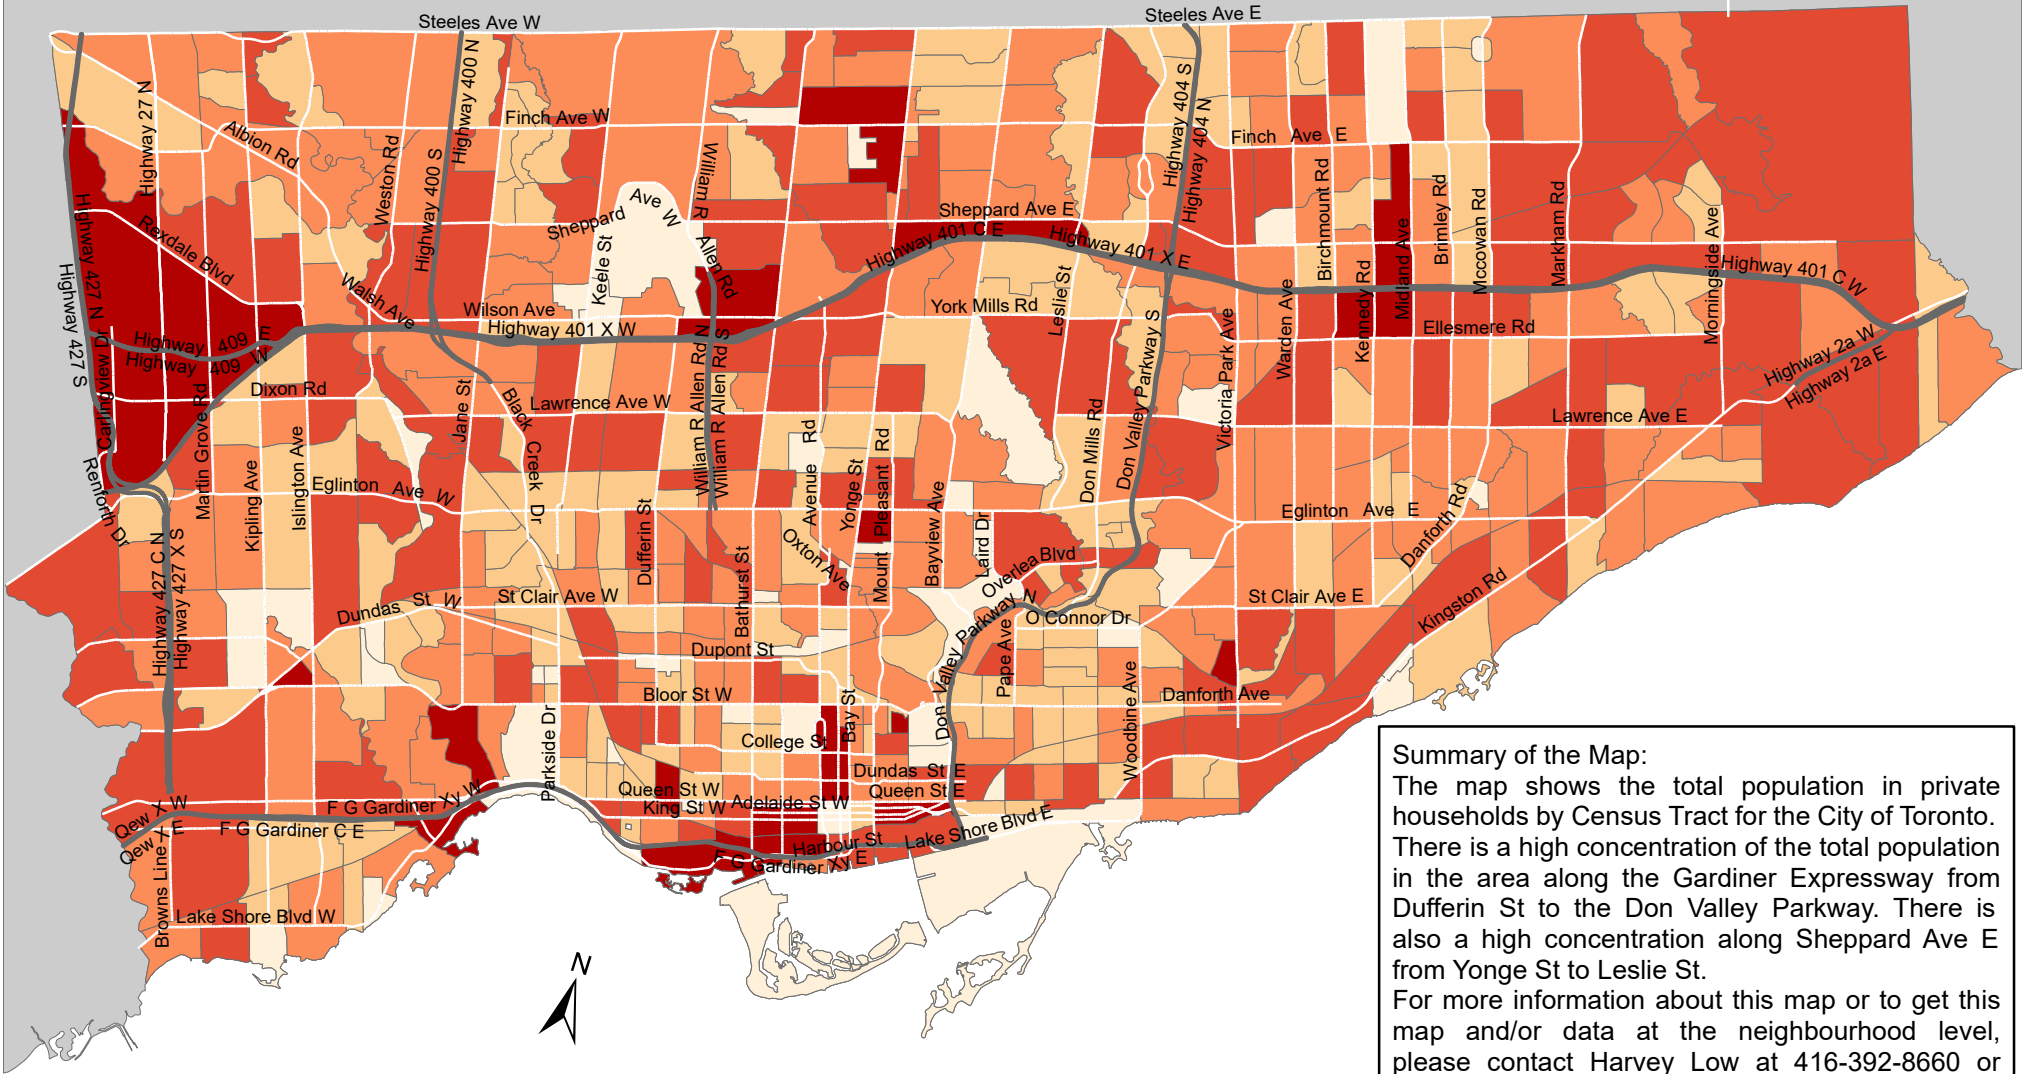 Steeles Ave W
Steeles Ave E
Highway 27 N
Highway 400 N
Highway 404 S
Highway 404 N
Finch Ave W
Finch Ave E
Albion Rd
Weston Rd
Highway 400 S
William R
Allen Rd
Sheppard Ave W
Sheppard Ave E
Keele St
Birchmount Rd
Brimley Rd
Mccowan Rd
Markham Rd
Morningside Ave
Midland Ave
Kennedy Rd
Highway 427 N
Highway 427 S
Rexdale Blvd
Walsh Ave
Wilson Ave
Highway 401 X W
Highway 401 C E
Highway 401 X E
Highway 401 C W
York Mills Rd
Leslie St
Ellesmere Rd
Warden Ave
Victoria Park Ave
Highway 2a W
Highway 2a E
Highway 409 E
Highway 409 W
Carlingview Dr
Dixon Rd
Martin Grove Rd
Jane St
Black Creek Dr
Lawrence Ave W
William R Allen Rd N
William R Allen Rd S
Don Valley Parkway S
Don Mills Rd
Lawrence Ave E
Renforth Dr
Kipling Ave
Islington Ave
Eglinton Ave W
Avenue Rd
Yonge St
Mount Pleasant Rd
Bayview Ave
Laird Dr
Eglinton Ave E
Danforth Rd
Highway 427 C N
Highway 427 X S
Dufferin St
Bathurst St
Oxton Ave
Overlea Blvd
Dundas St W
St Clair Ave W
St Clair Ave E
Kingston Rd
O Connor Dr
Don Valley Parkway N
Pape Ave
Dupont St
Bloor St W
Woodbine Ave
Danforth Ave
Parkside Dr
Bay St
College St
Dundas St E
Queen St W
Queen St E
King St W
Adelaide St W
Qew X W
Qew X E
F G Gardiner Xy W
F G Gardiner C E
Harbour St
Lake Shore Blvd E
F G Gardiner Xy E
Browns Line
Lake Shore Blvd W
N
Summary of the Map:
The map shows the total population in private
households by Census Tract for the City of Toronto.
There is a high concentration of the total population
in the area along the Gardiner Expressway from
Dufferin St to the Don Valley Parkway. There is
also a high concentration along Sheppard Ave E
from Yonge St to Leslie St.
For more information about this map or to get this
map and/or data at the neighbourhood level,
please contact Harvey Low at 416-392-8660 or